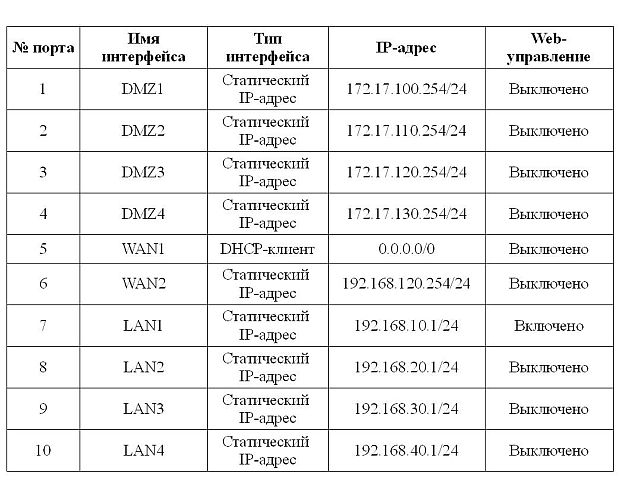 № порта Имя интерфейса Тип интерфейса IP-адрес Web-управление
1 DMZ1 Статический IP-адрес 172.17.100.254/24 Выключено
2 DMZ2 Статический IP-адрес 172.17.110.254/24 Выключено
3 DMZ3 Статический IP-адрес 172.17.120.254/24 Выключено
4 DMZ4 Статический IP-адрес 172.17.130.254/24 Выключено
5 WAN1 DHCP-клиент 0.0.0.0/0 Выключено
6 WAN2 Статический IP-адрес 192.168.120.254/24 Выключено
7 LAN1 Статический IP-адрес 192.168.10.1/24 Включено
8 LAN2 Статический IP-адрес 192.168.20.1/24 Выключено
9 LAN3 Статический IP-адрес 192.168.30.1/24 Выключено
10 LAN4 Статический IP-адрес 192.168.40.1/24 Выключено